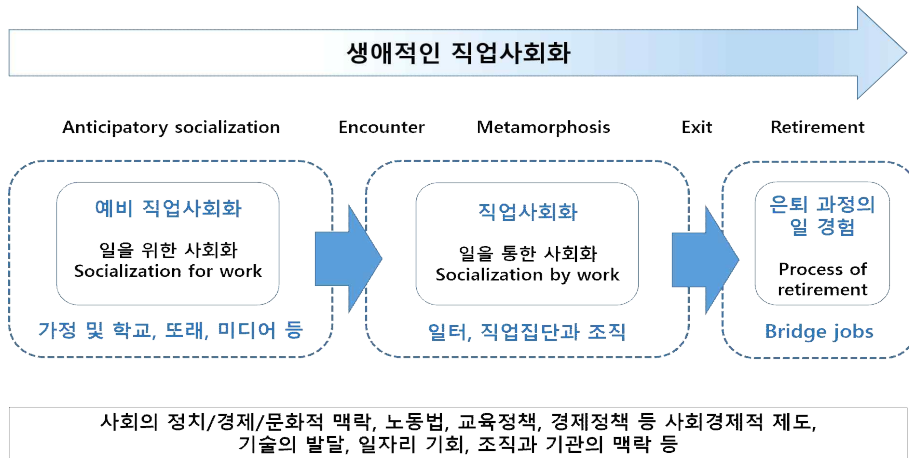 생애적인 직업사회화
Anticipatory socialization Encounter Metamorphosis Exit Retirement
예비 직업사회화
일을 위한 사회화
Socialization for work
가정 및 학교, 또래, 미디어 등
직업사회화
일을 통한 사회화
Socialization by work
일터, 직업집단과 조직
은퇴 과정의
일 경험
Process of
retirement
Bridge jobs
사회의 정치/경제/문화적 맥락, 노동법, 교육정책, 경제정책 등 사회경제적 제도,
기술의 발달, 일자리 기회, 조직과 기관의 맥락 등